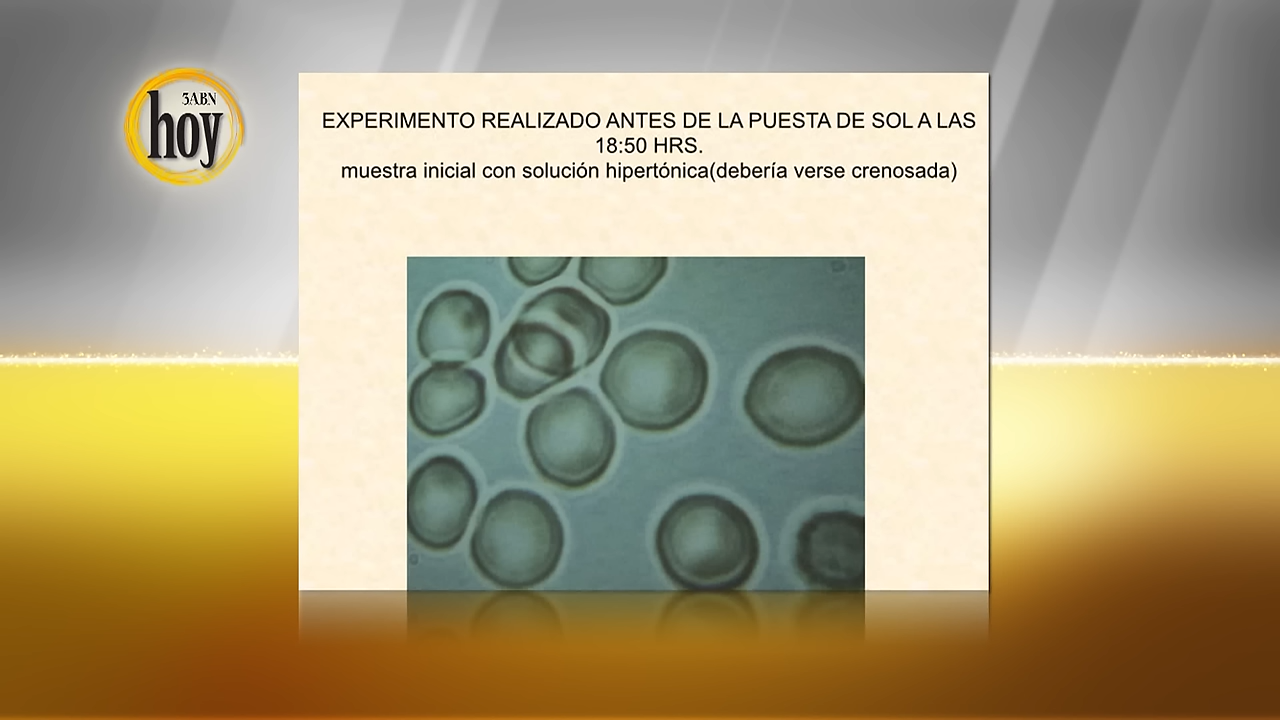 3ABN
hoy
EXPERIMENTO REALIZADO ANTES DE LA PUESTA DE SOL A LAS
18:50 HRS.
muestra inicial con solución hipertónica(debería verse crenosada)